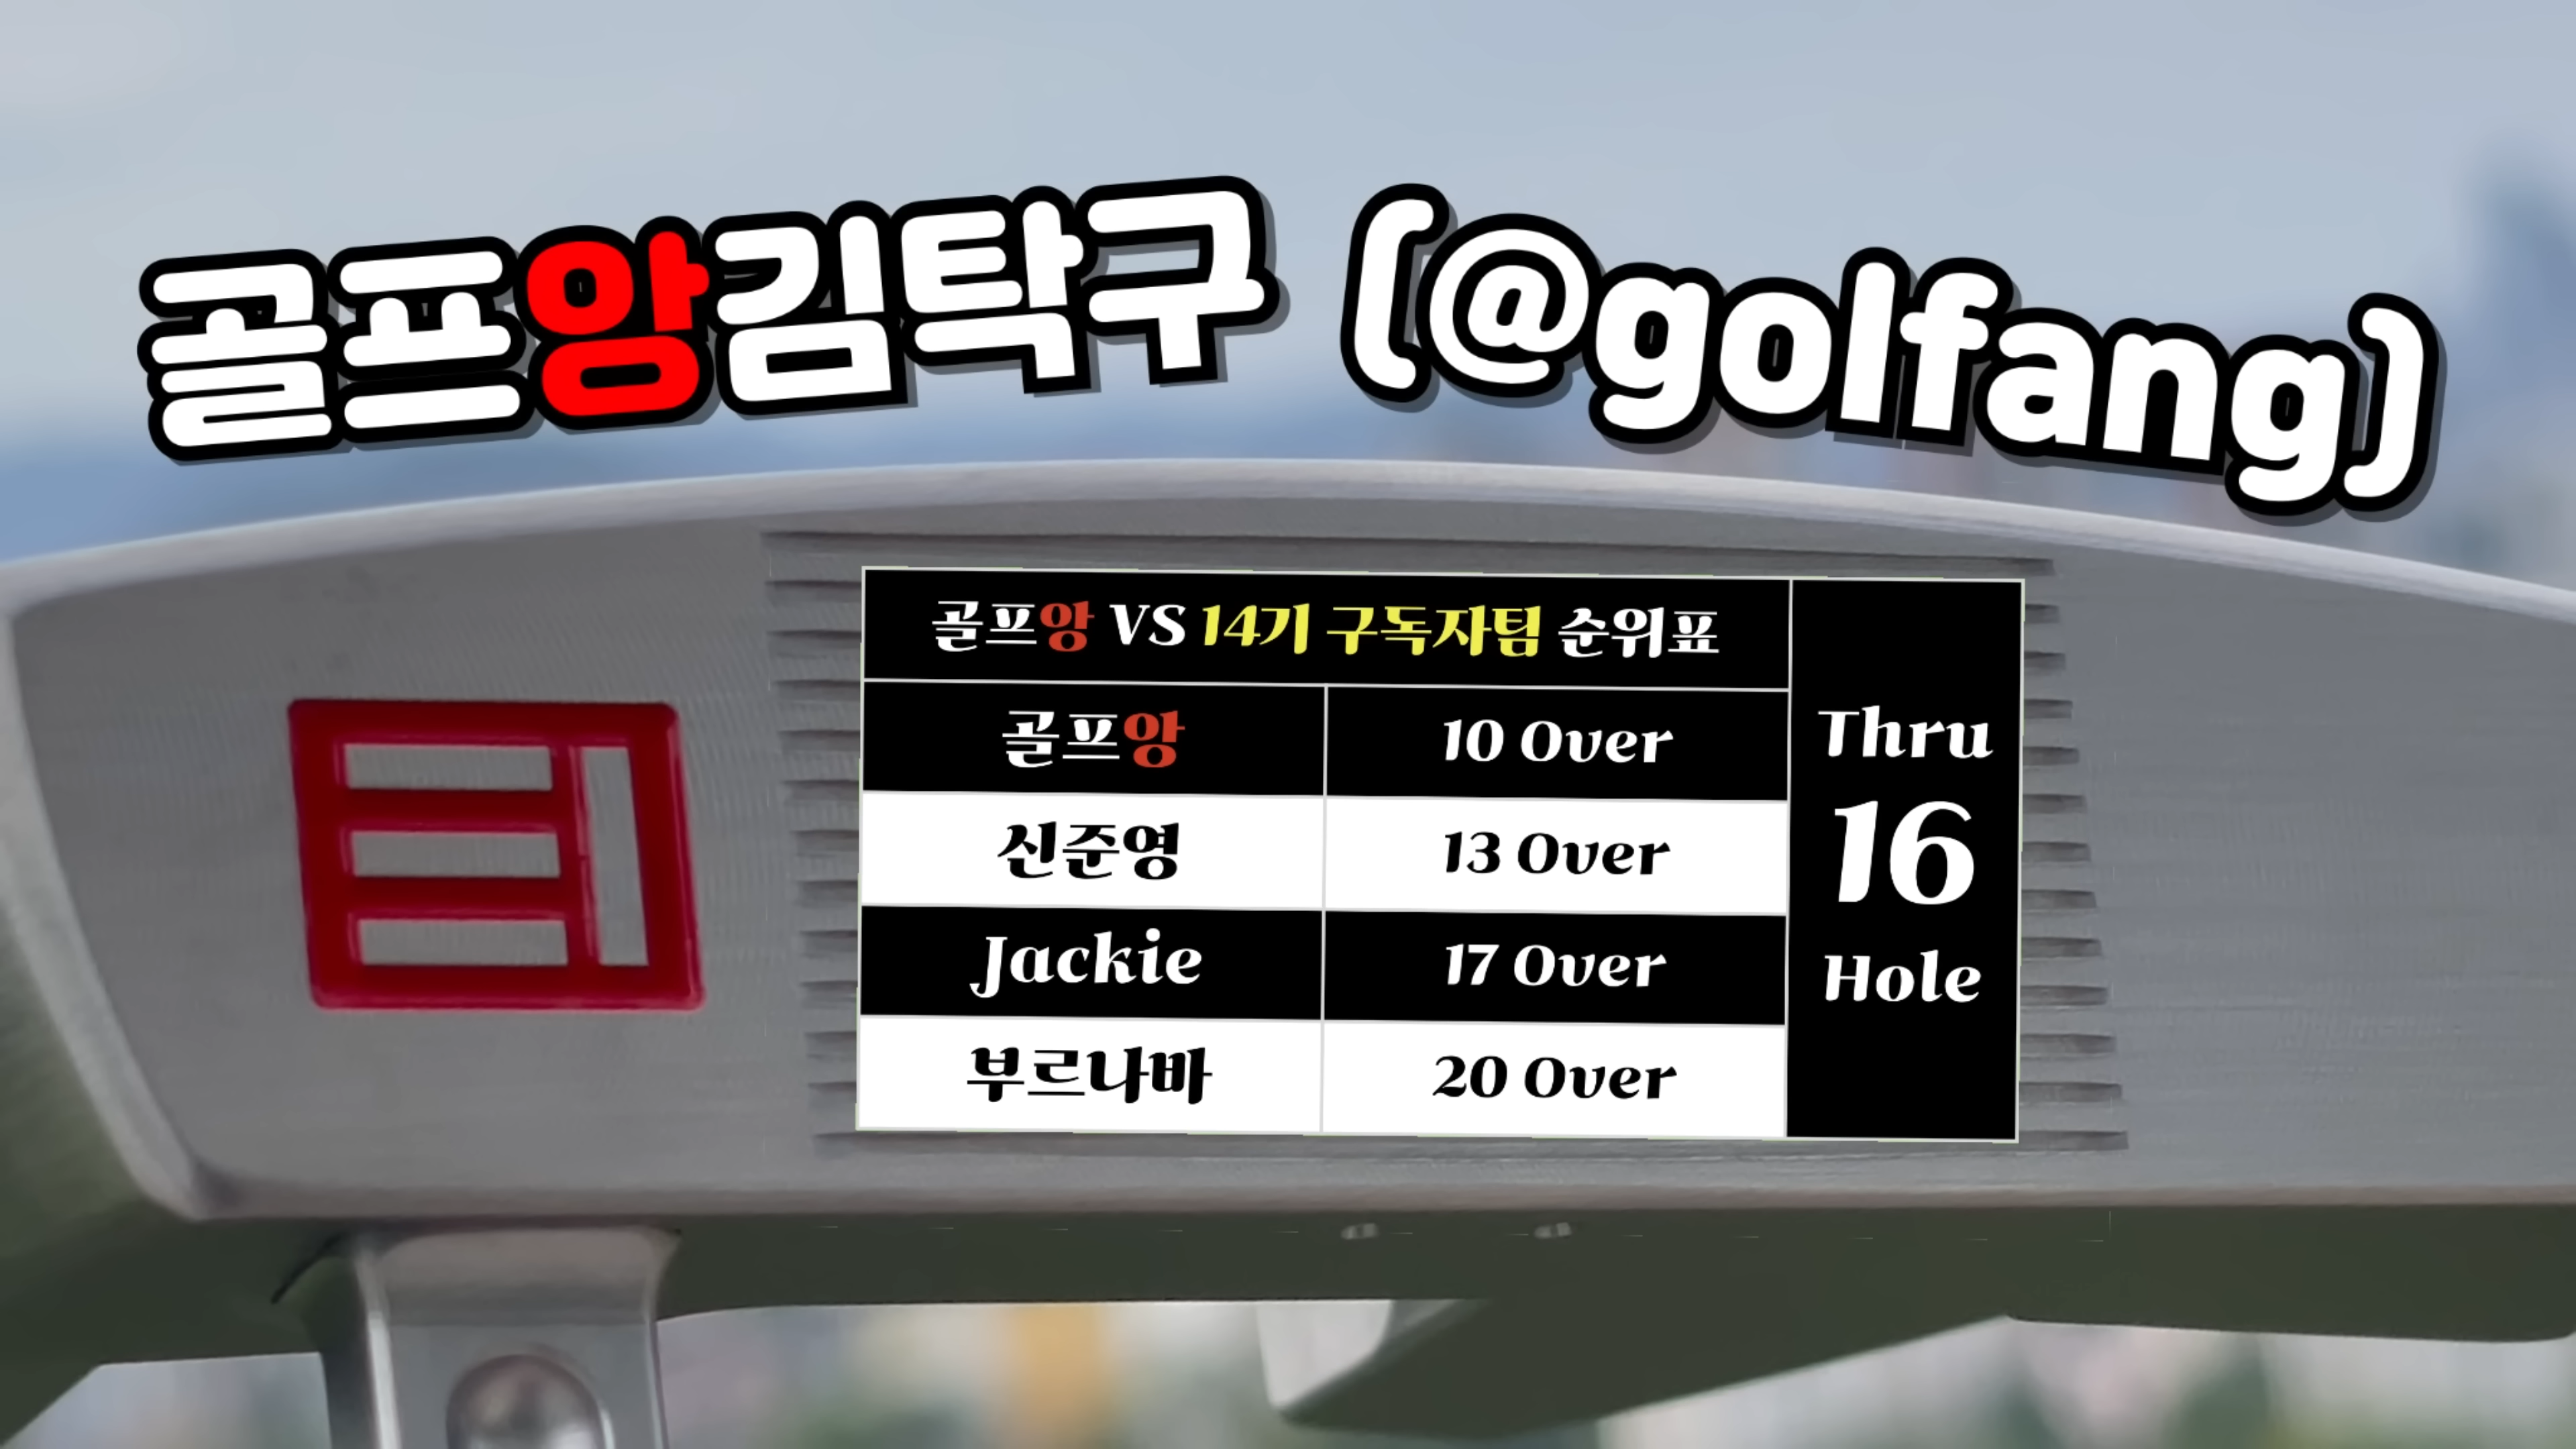 골프앙김탁구 (@golfang)
골프앙 VS 14기 구독자팀 순위표
골프앙 10 Over
신준영 13 Over
Jackie 17 Over
부르나바 20 Over
Thru
16
Hole